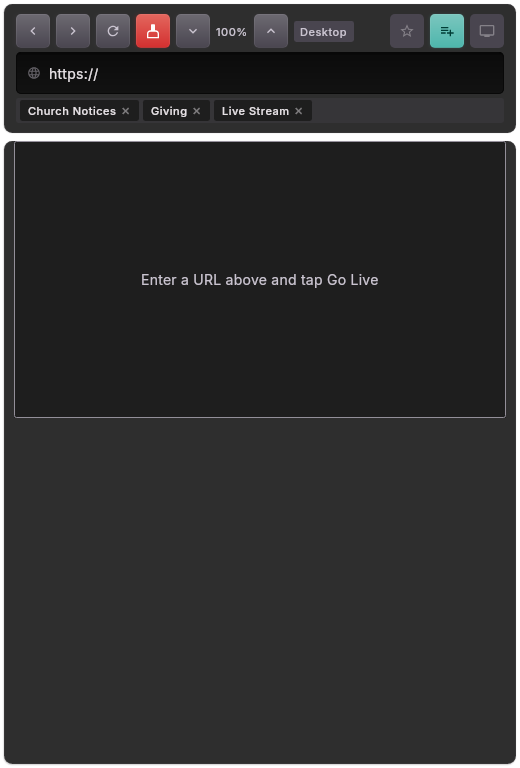 100% Desktop
https://
Church Notices × Giving × Live Stream ×
Enter a URL above and tap Go Live